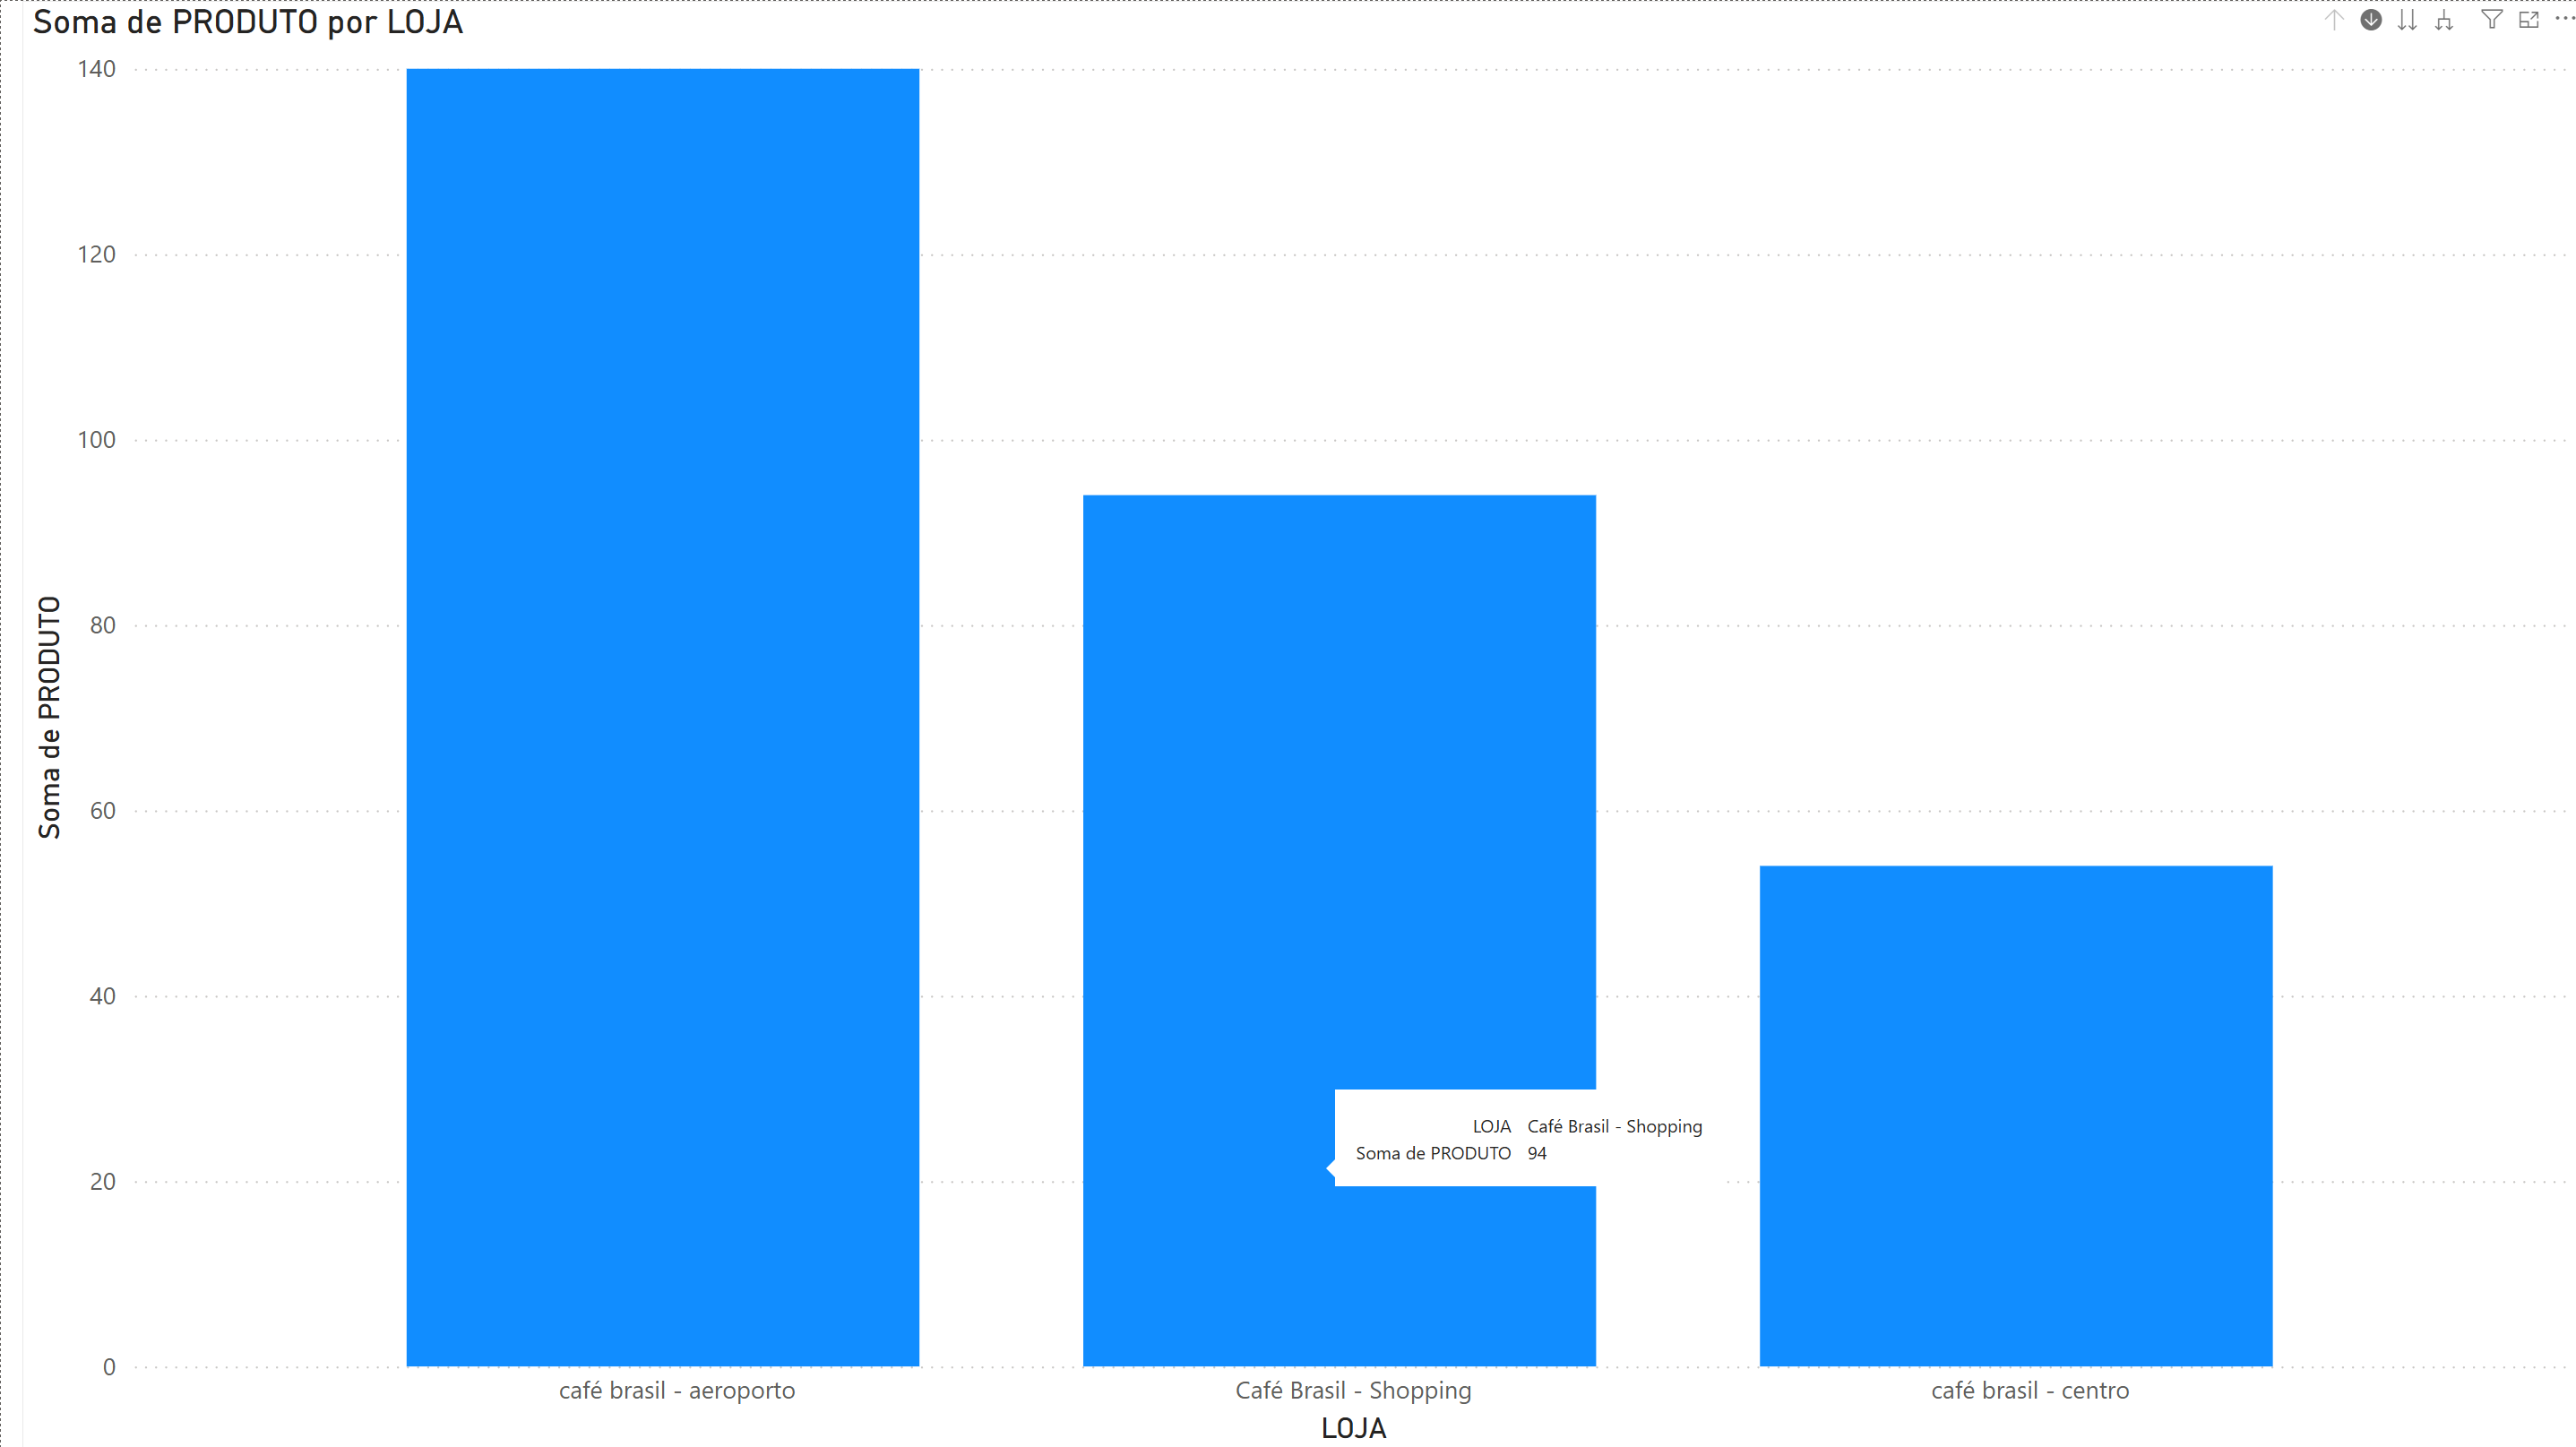 Soma de PRODUTO por LOJA
140
120
100
80
60
40
20
0
Soma de PRODUTO
LOJA Café Brasil - Shopping
Soma de PRODUTO 94
café brasil - aeroporto
Café Brasil - Shopping
café brasil - centro
LOJA